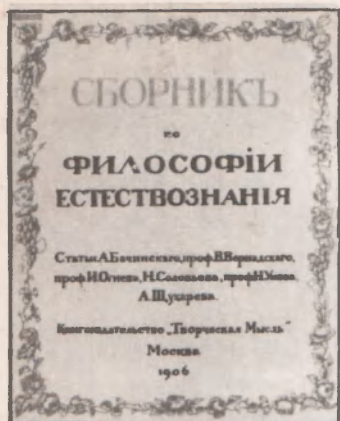 СБОРНИКЪ
по
ФИЛОСОФІИ
ЕСТЕСТВОЗНАНІЯ
Статьи А.Бачинскаго, проф. В.Вернадскаго,
проф. И.Огнева, Н.Соловьева, проф. Н.Умова,
А.Щукарева.
Книгоиздательство „Творческая Мысль"
Москва
1906